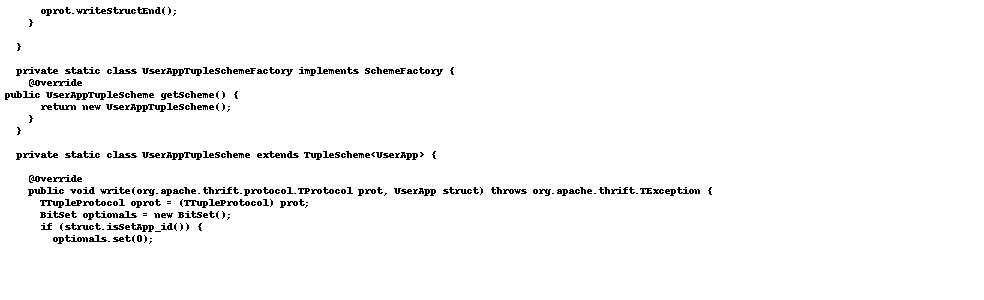 oprot.writeStructEnd();
    }

  }

  private static class UserAppTupleSchemeFactory implements SchemeFactory {
    @Override
public UserAppTupleScheme getScheme() {
      return new UserAppTupleScheme();
    }
  }

  private static class UserAppTupleScheme extends TupleScheme<UserApp> {

    @Override
    public void write(org.apache.thrift.protocol.TProtocol prot, UserApp struct) throws org.apache.thrift.TException {
      TTupleProtocol oprot = (TTupleProtocol) prot;
      BitSet optionals = new BitSet();
      if (struct.isSetApp_id()) {
        optionals.set(0);